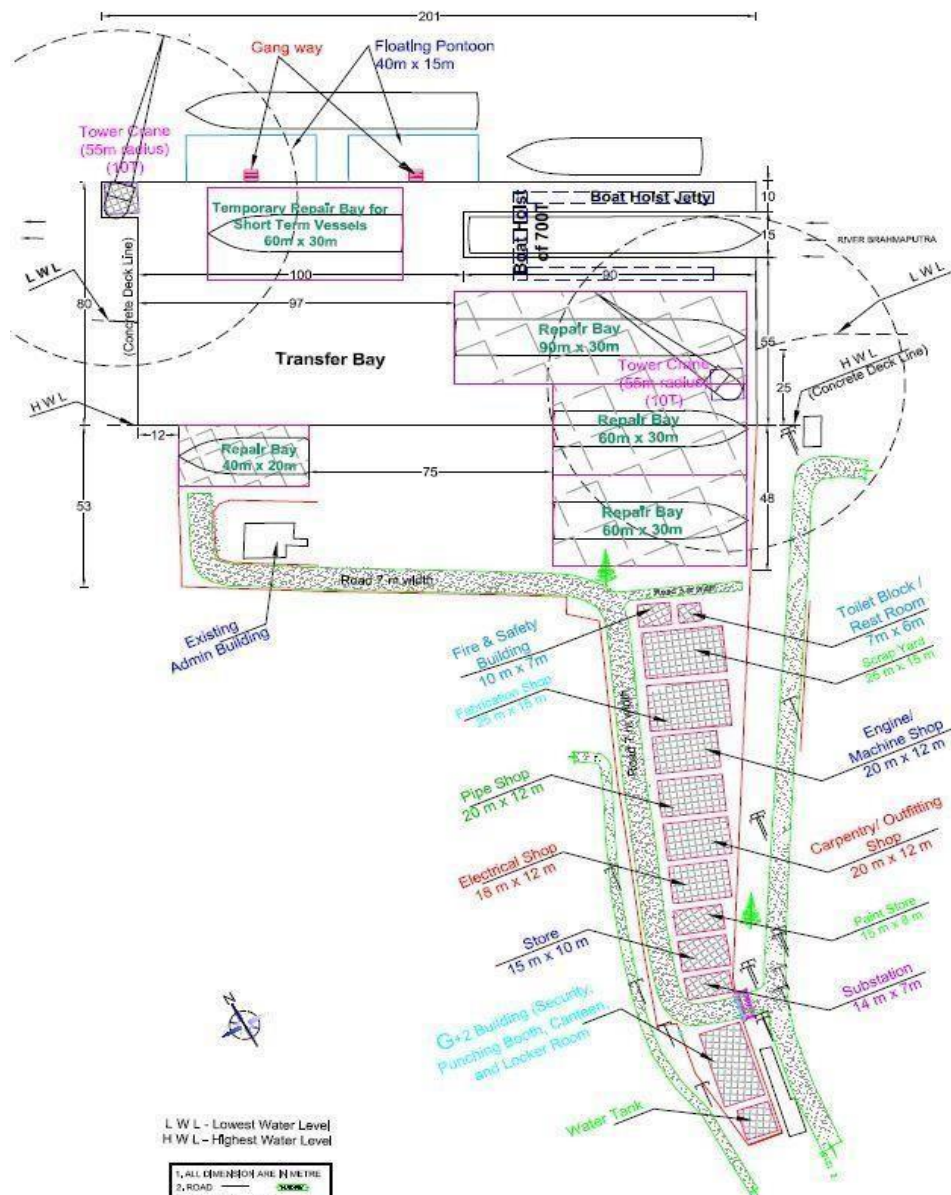 201
Gang way
Floating Pontoon
40m x 15m
Tower Crane
(55m radius)
(10T)
Temporary Repair Bay for
Short Term Vessels
60m x 30m
Boat Hoist
of 700T
Boat Hoist Jetty
10
15
RIVER BRAHMAPUTRA
L W L
L W L
100
90
97
80
(Concrete Deck Line)
Transfer Bay
Repair Bay
90m x 30m
Tower Crane
(55m radius)
(10T)
55
25
H W L
(Concrete Deck Line)
H W L
12
Repair Bay
40m x 20m
75
Repair Bay
60m x 30m
53
48
Repair Bay
60m x 30m
Road 7 m width
Existing
Admin Building
Fire & Safety
Building
10 m x 7m
Toilet Block /
Rest Room
7m x 6m
Scrap Yard
25 m x 15 m
Fabrication Shop
25 m x 15 m
Road 7 m width
Engine/
Machine Shop
20 m x 12 m
Pipe Shop
20 m x 12 m
Carpentry/ Outfitting
Shop
20 m x 12 m
Electrical Shop
18 m x 12 m
Paint Store
15 m x 8 m
Store
15 m x 10 m
Substation
14 m x 7m
G+2 Building (Security,
Punching Booth, Canteen,
and Locker Room
Water Tank
N
L W L - Lowest Water Level
H W L - Highest Water Level
1. ALL DIMENSION ARE IN METRE
2. ROAD